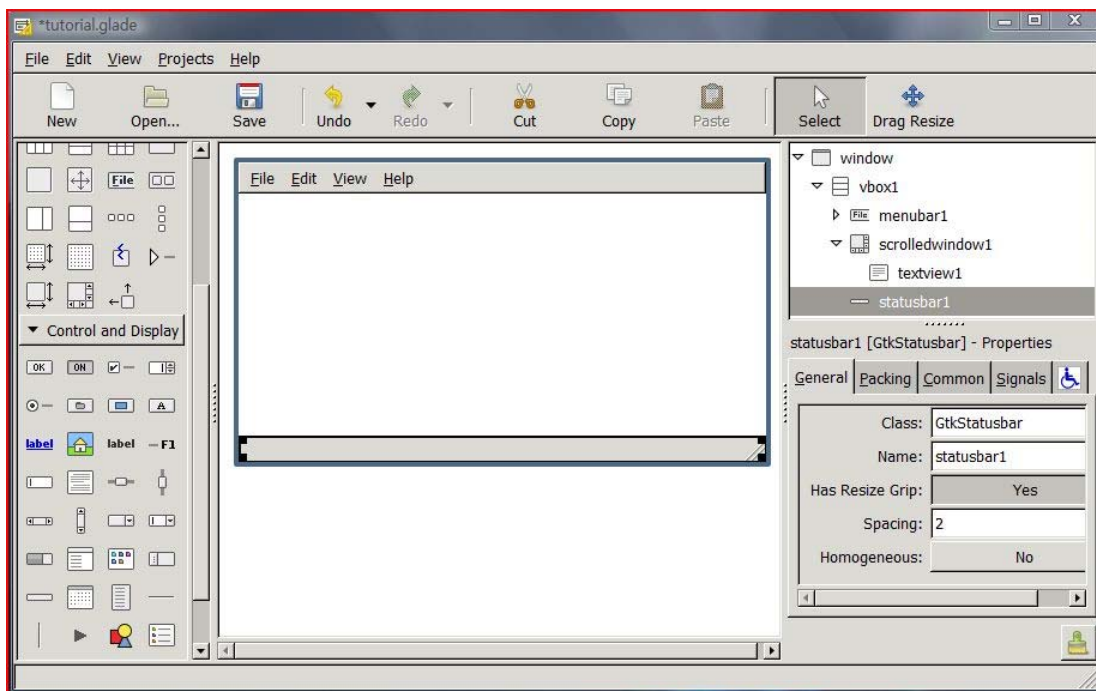 *tutorial.glade
File Edit View Projects Help
New Open... Save Undo Redo Cut Copy Paste Select Drag Resize
File
Control and Display
OK ON
A
label label F1
File Edit View Help
window
vbox1
File menubar1
scrolledwindow1
textview1
statusbar1
statusbar1 [GtkStatusbar] - Properties
General Packing Common Signals
Class: GtkStatusbar
Name: statusbar1
Has Resize Grip: Yes
Spacing: 2
Homogeneous: No